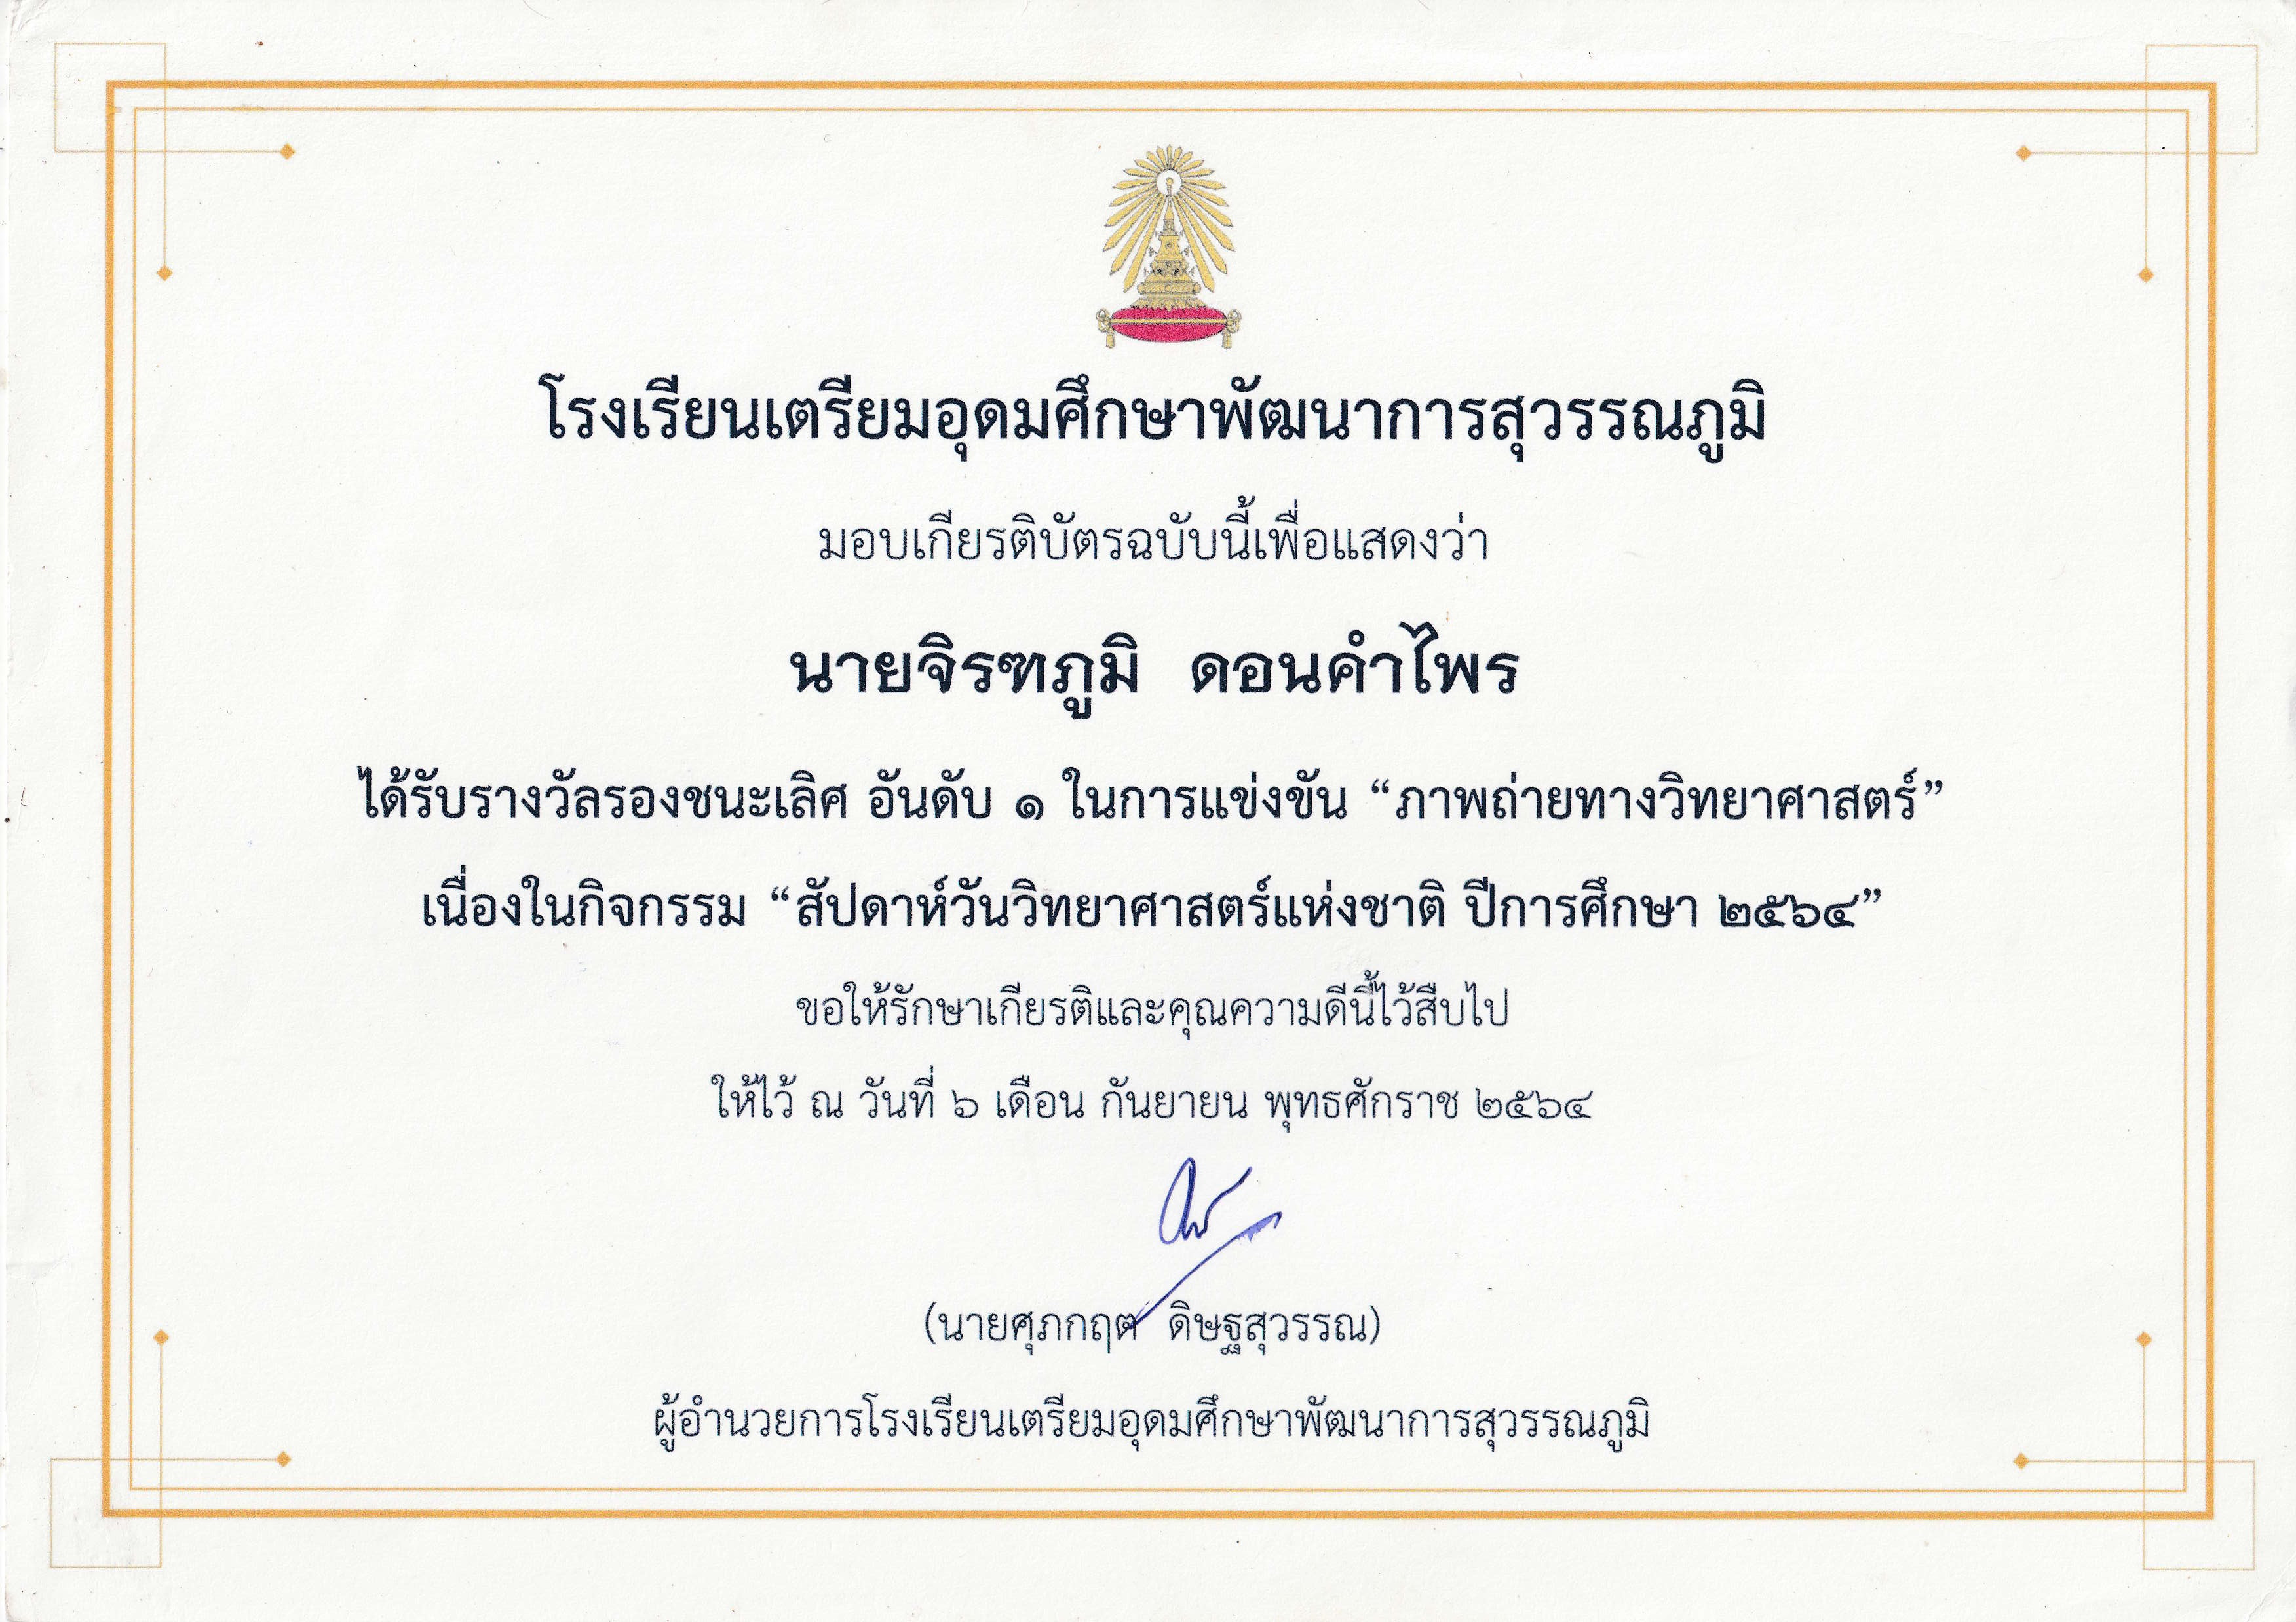 โรงเรียนเตรียมอุดมศึกษาพัฒนาการสุวรรณภูมิ
มอบเกียรติบัตรฉบับนี้เพื่อแสดงว่า
นายจิรฑภูมิ ดอนคำไพร
ได้รับรางวัลรองชนะเลิศ อันดับ ๑ ในการแข่งขัน “ภาพถ่ายทางวิทยาศาสตร์”
เนื่องในกิจกรรม “สัปดาห์วันวิทยาศาสตร์แห่งชาติ ปีการศึกษา ๒๕๖๔”
ขอให้รักษาเกียรติและคุณความดีนี้ไว้สืบไป
ให้ไว้ ณ วันที่ ๖ เดือน กันยายน พุทธศักราช ๒๕๖๔
(นายศุภกฤต ดิษฐสุวรรณ)
ผู้อำนวยการโรงเรียนเตรียมอุดมศึกษาพัฒนาการสุวรรณภูมิ